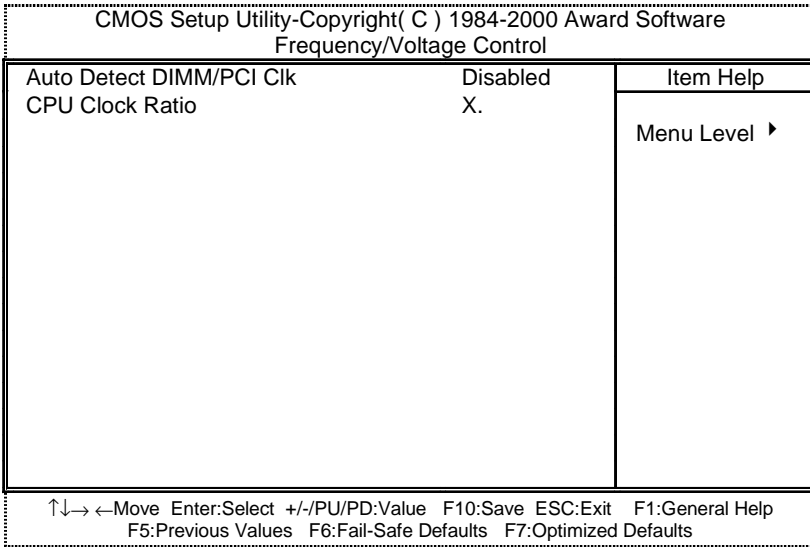 CMOS Setup Utility-Copyright( C ) 1984-2000 Award Software
Frequency/Voltage Control
Auto Detect DIMM/PCI Clk Disabled
CPU Clock Ratio X.
Item Help
Menu Level ▶
↑↓→ ←Move Enter:Select +/-/PU/PD:Value F10:Save ESC:Exit F1:General Help
F5:Previous Values F6:Fail-Safe Defaults F7:Optimized Defaults